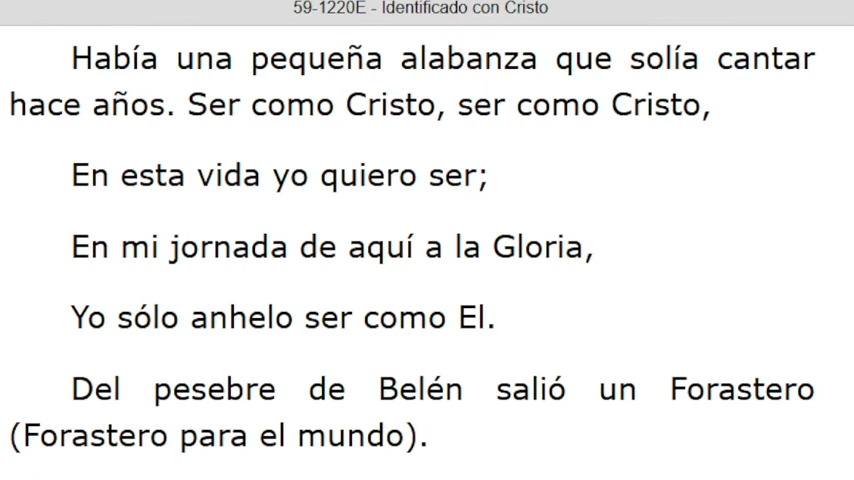 59-1220E - Identificado con Cristo
Había una pequeña alabanza que solía cantar
hace años. Ser como Cristo, ser como Cristo,
En esta vida yo quiero ser;
En mi jornada de aquí a la Gloria,
Yo sólo anhelo ser como El.
Del pesebre de Belén salió un Forastero
(Forastero para el mundo).